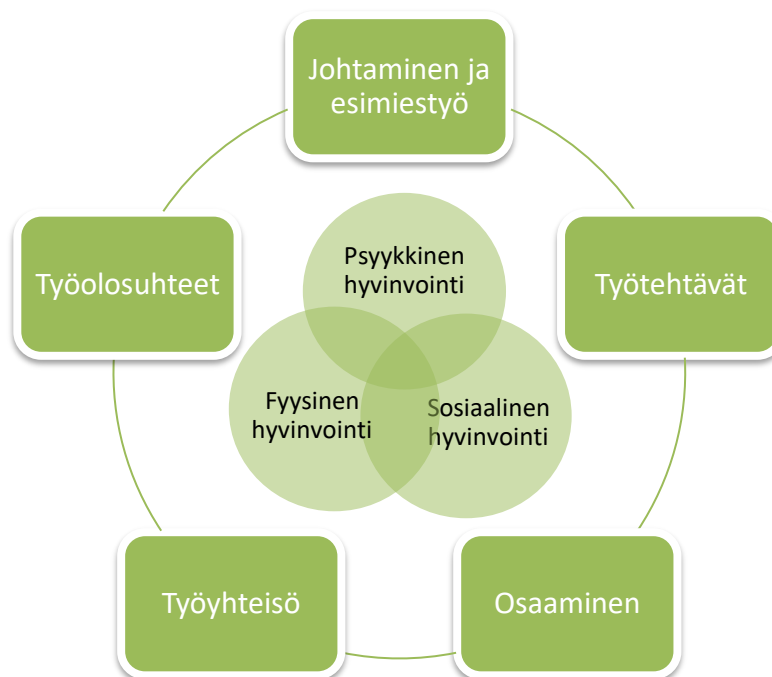 Johtaminen ja
esimiestyö
Työolosuhteet
Psyykkinen
hyvinvointi
Työtehtävät
Fyysinen
hyvinvointi
Sosiaalinen
hyvinvointi
Työyhteisö
Osaaminen